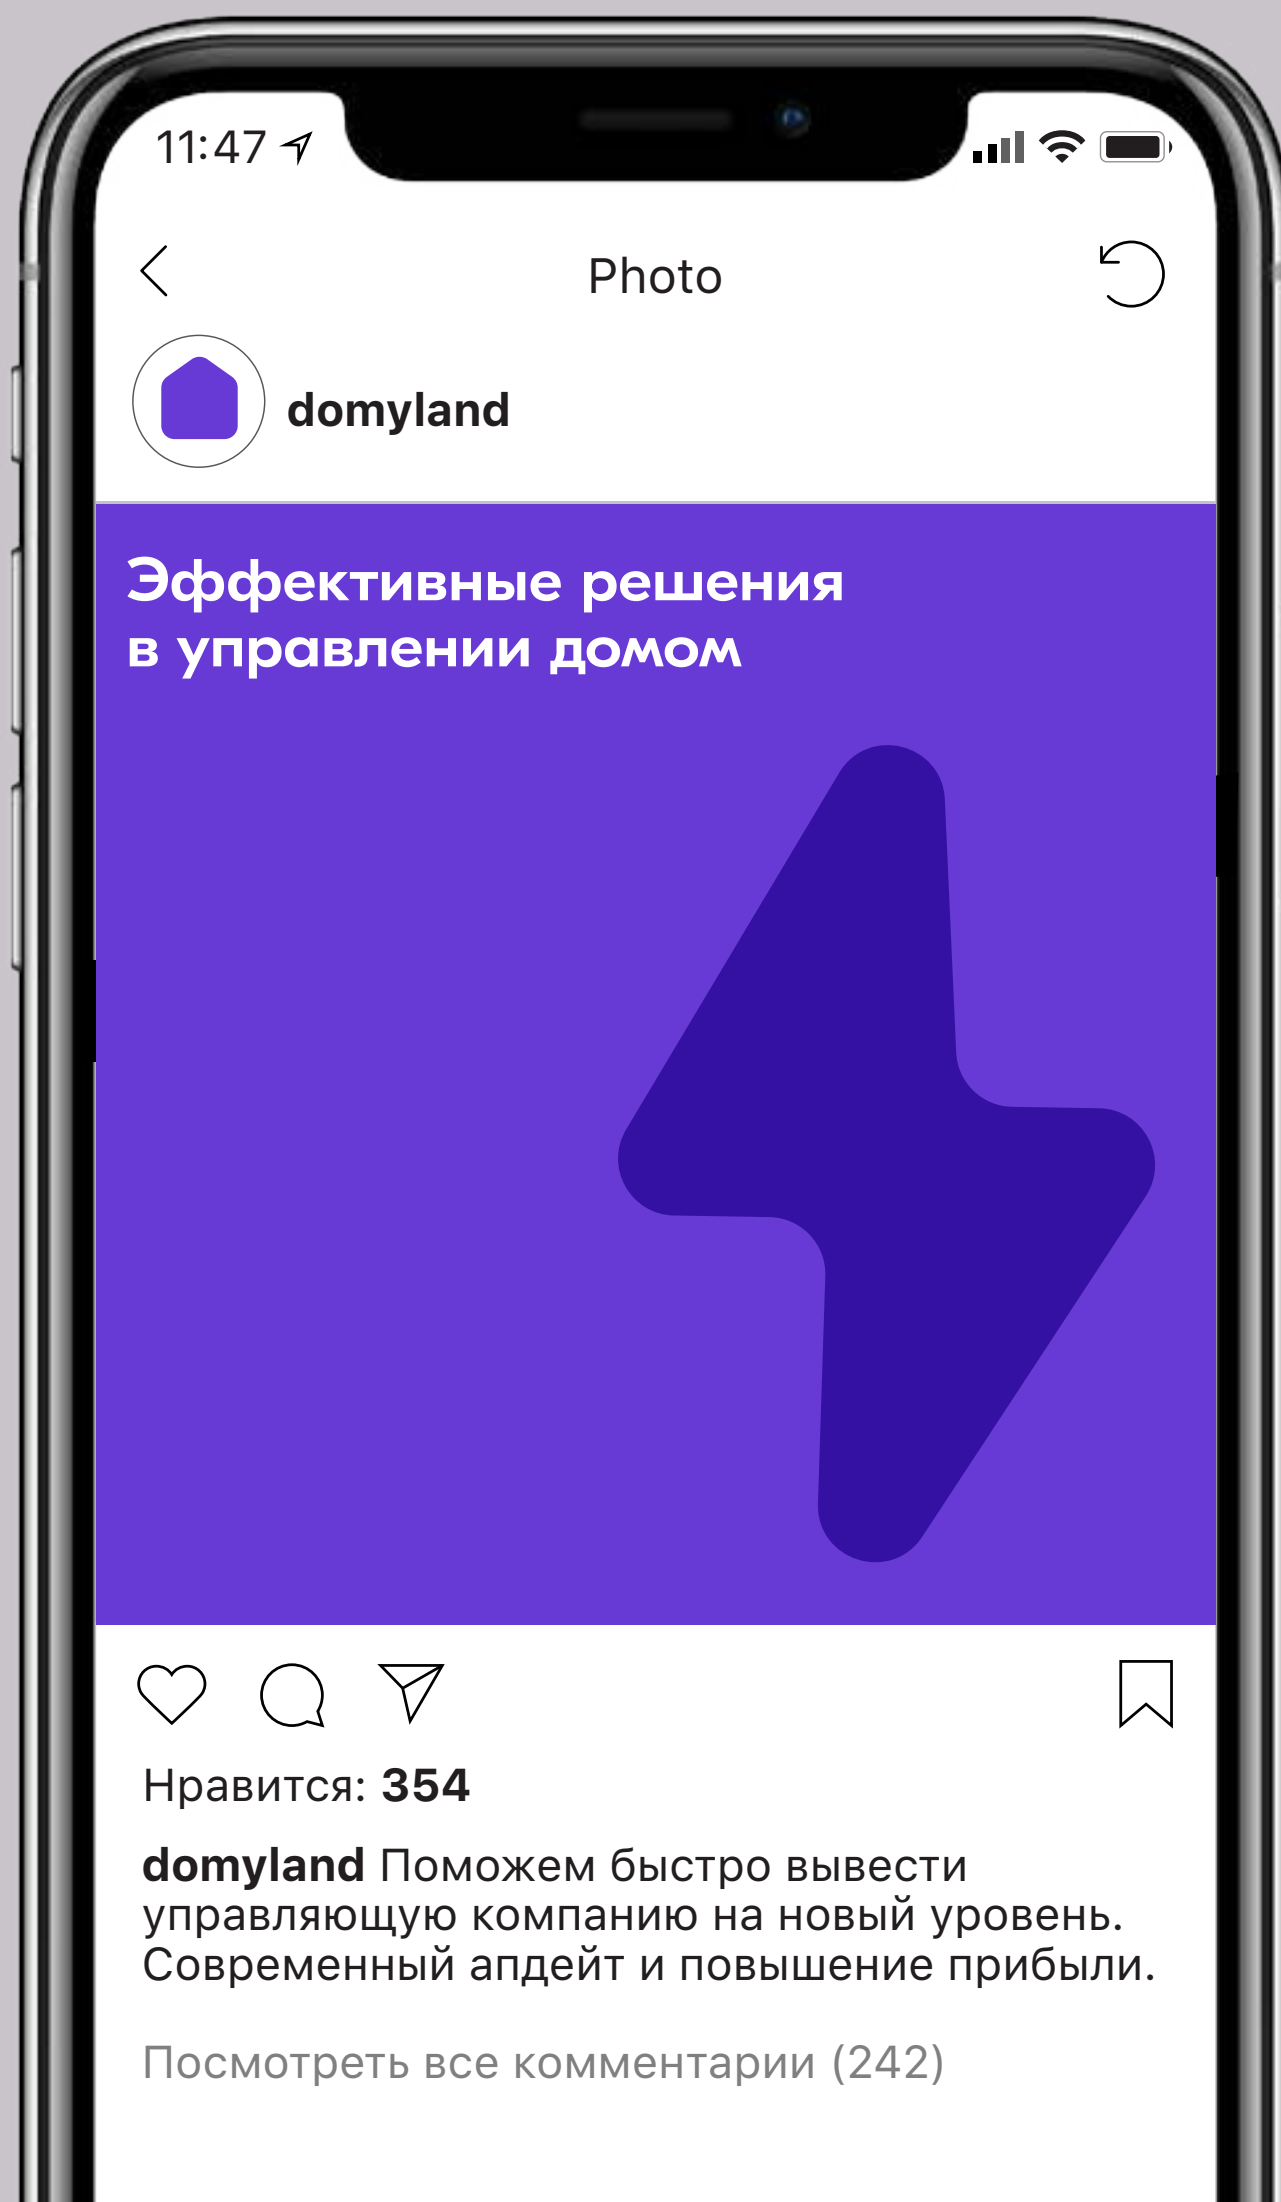 11:47
Photo
domyland
Эффективные решения
в управлении домом
Нравится: 354
domyland Поможем быстро вывести
управляющую компанию на новый уровень.
Современный апдейт и повышение прибыли.
Посмотреть все комментарии (242)